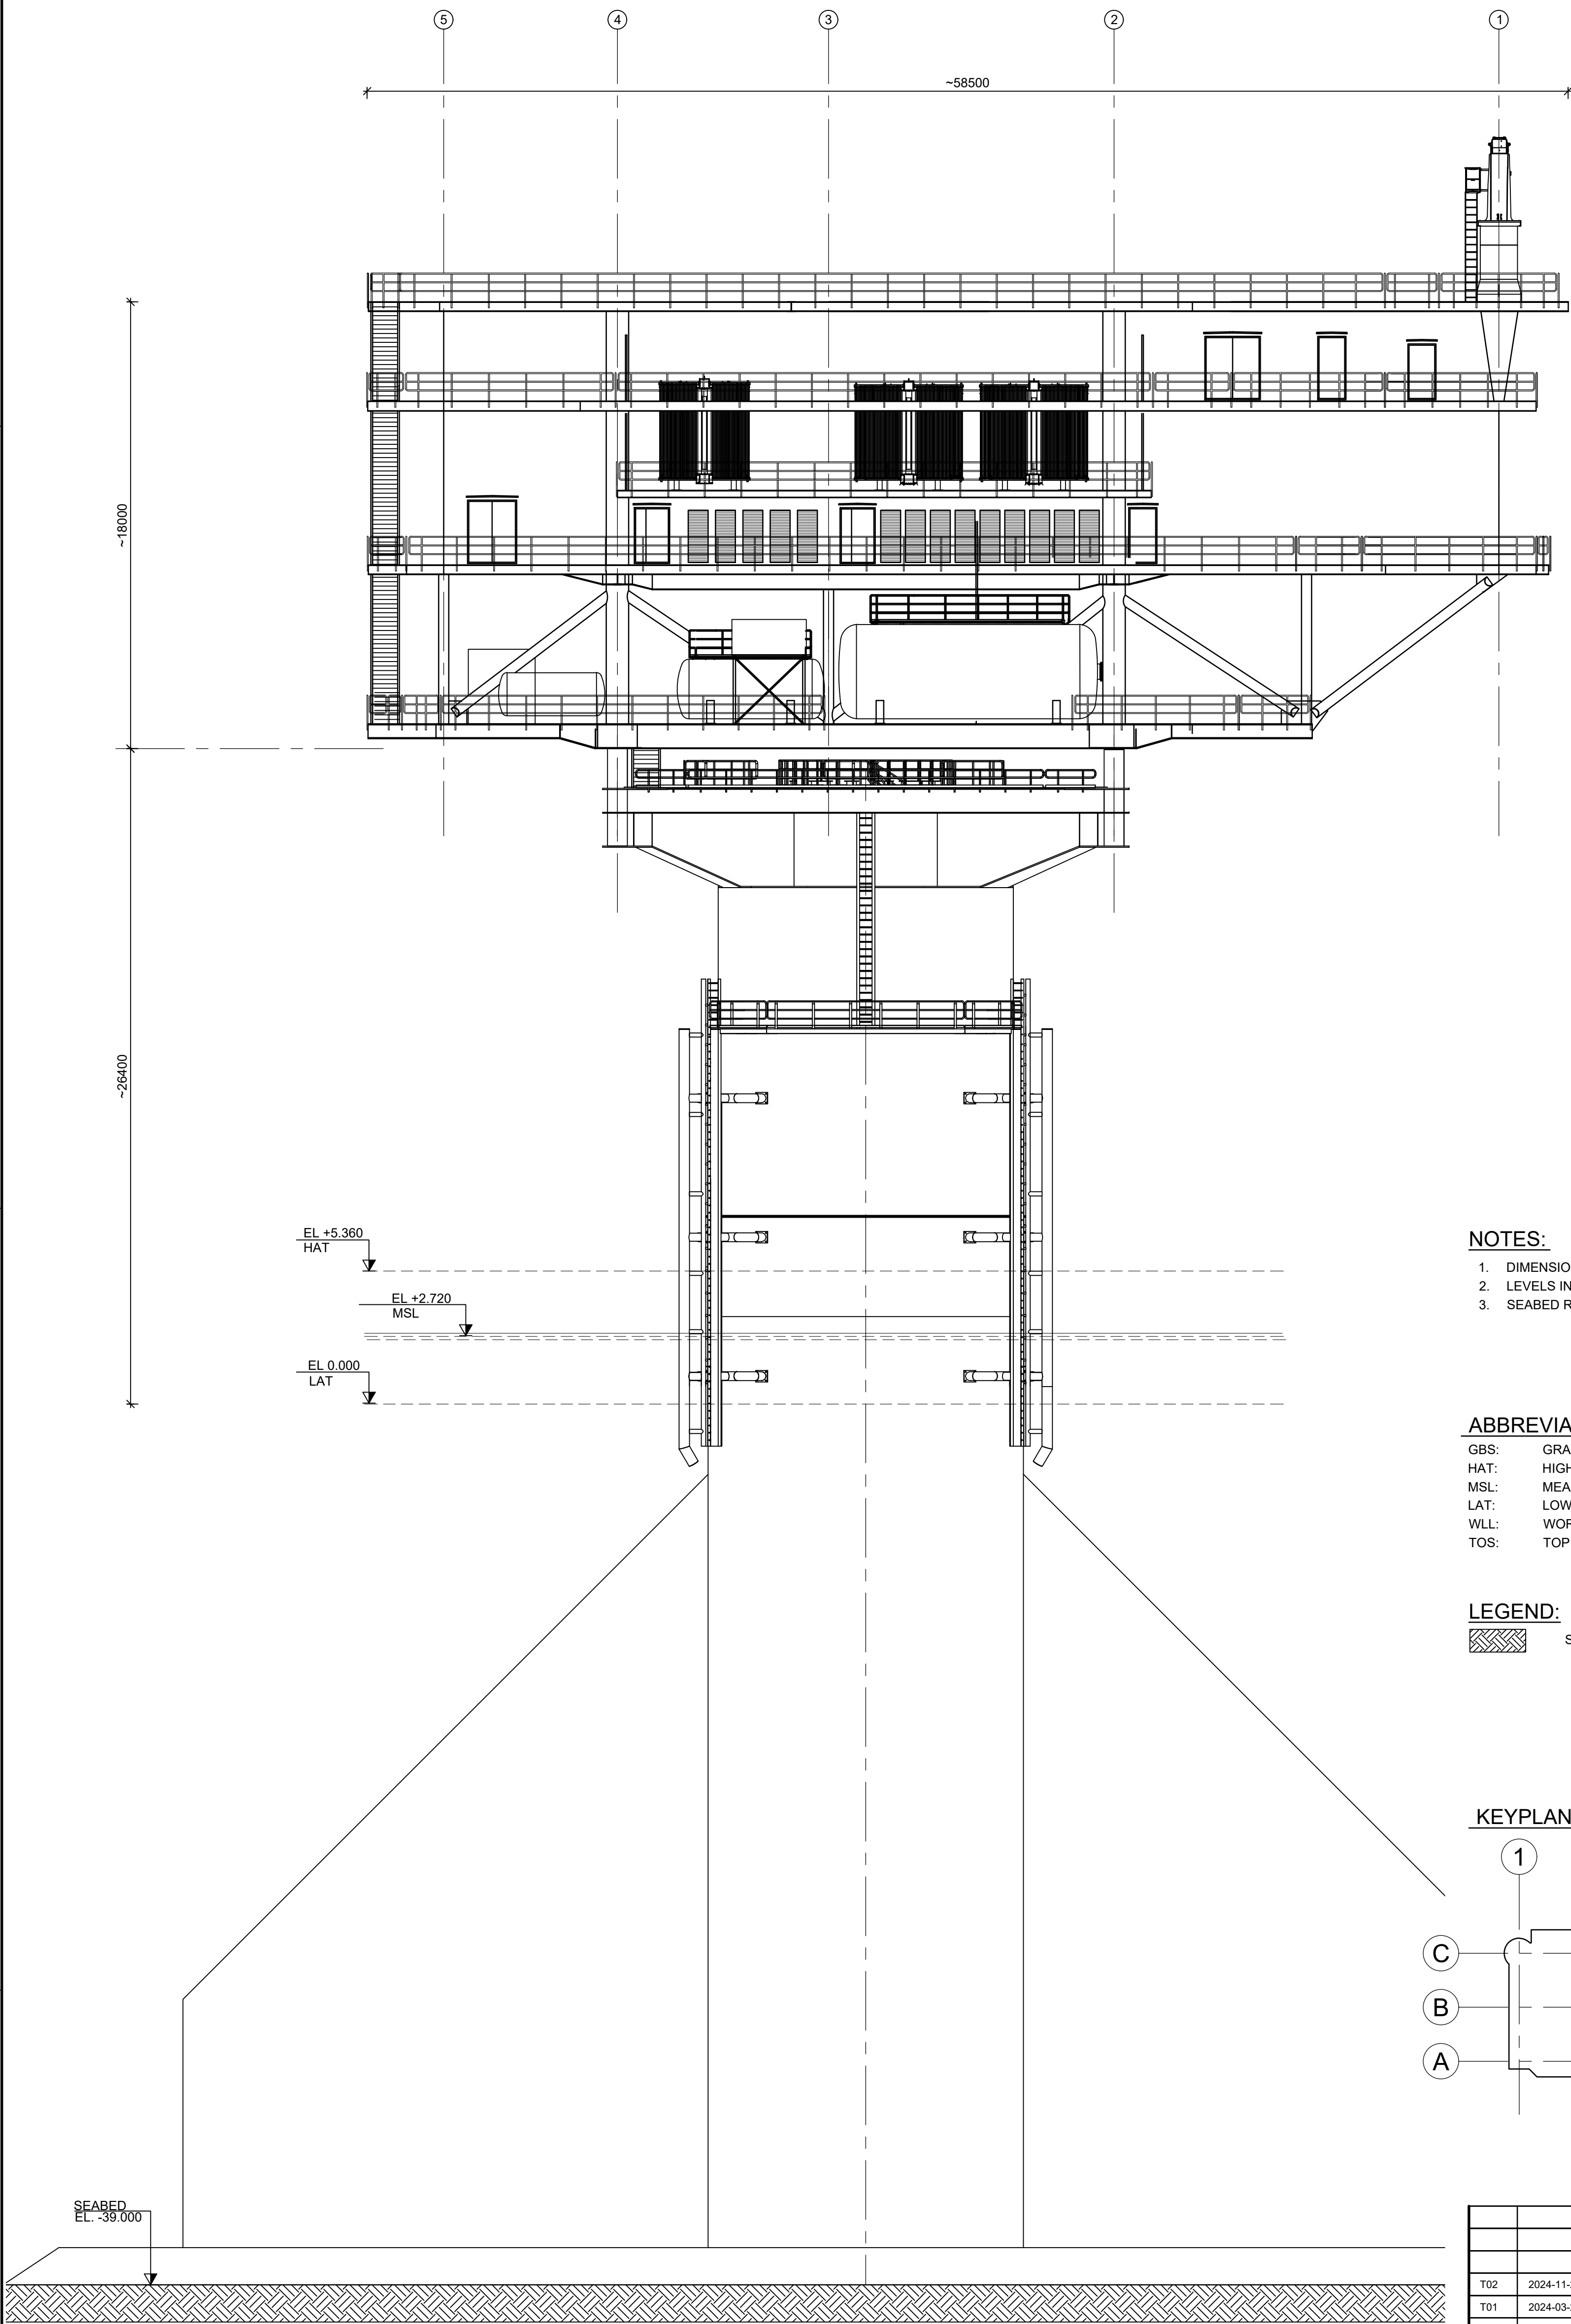 5 4 3 2 1
~58500
~18000
~26400
EL +5.360
HAT
EL +2.720
MSL
EL 0.000
LAT
NOTES:
1. DIMENSIO
2. LEVELS IN
3. SEABED R
ABBREVIA
GBS: GRA
HAT: HIGH
MSL: MEA
LAT: LOW
WLL: WOR
TOS: TOP
LEGEND:
S
KEYPLAN
1
C
B
A
SEABED
EL. -39.000
T02 2024-11-
T01 2024-03-